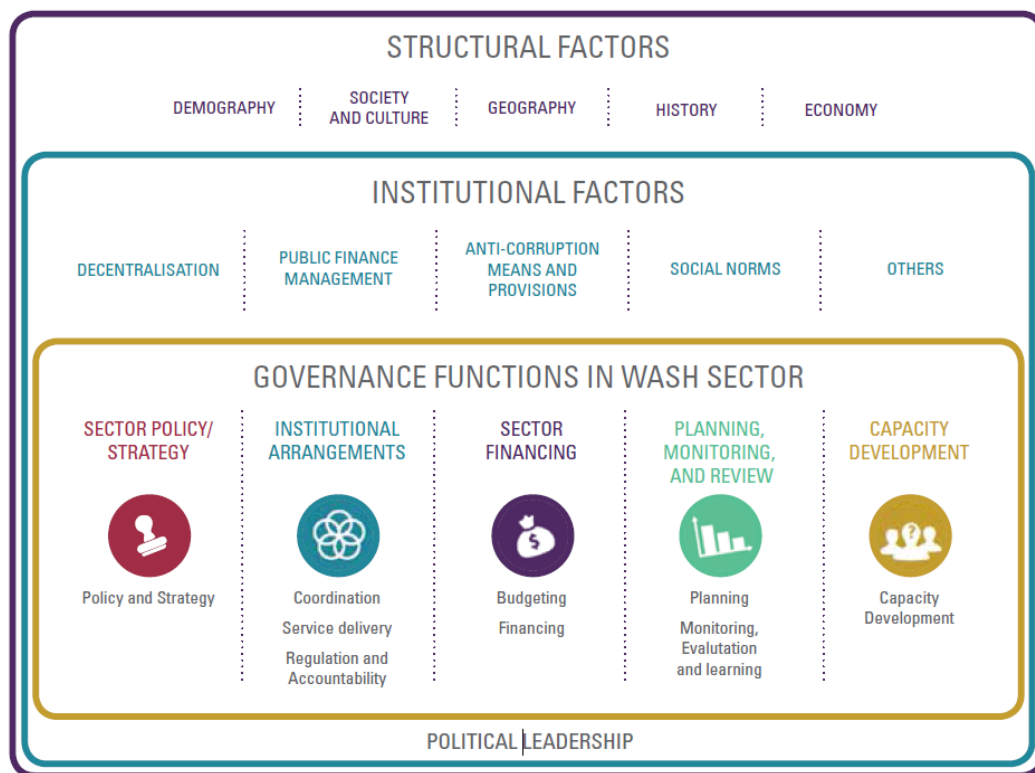 STRUCTURAL FACTORS
DEMOGRAPHY
SOCIETY
AND CULTURE
GEOGRAPHY
HISTORY
ECONOMY
INSTITUTIONAL FACTORS
DECENTRALISATION
PUBLIC FINANCE
MANAGEMENT
ANTI-CORRUPTION
MEANS AND
PROVISIONS
SOCIAL NORMS
OTHERS
GOVERNANCE FUNCTIONS IN WASH SECTOR
SECTOR POLICY/
STRATEGY
Policy and Strategy
INSTITUTIONAL
ARRANGEMENTS
Coordination
Service delivery
Regulation and
Accountability
SECTOR
FINANCING
$
Budgeting
Financing
PLANNING,
MONITORING,
AND REVIEW
Planning
Monitoring,
Evalutation
and learning
CAPACITY
DEVELOPMENT
?
Capacity
Development
POLITICAL LEADERSHIP